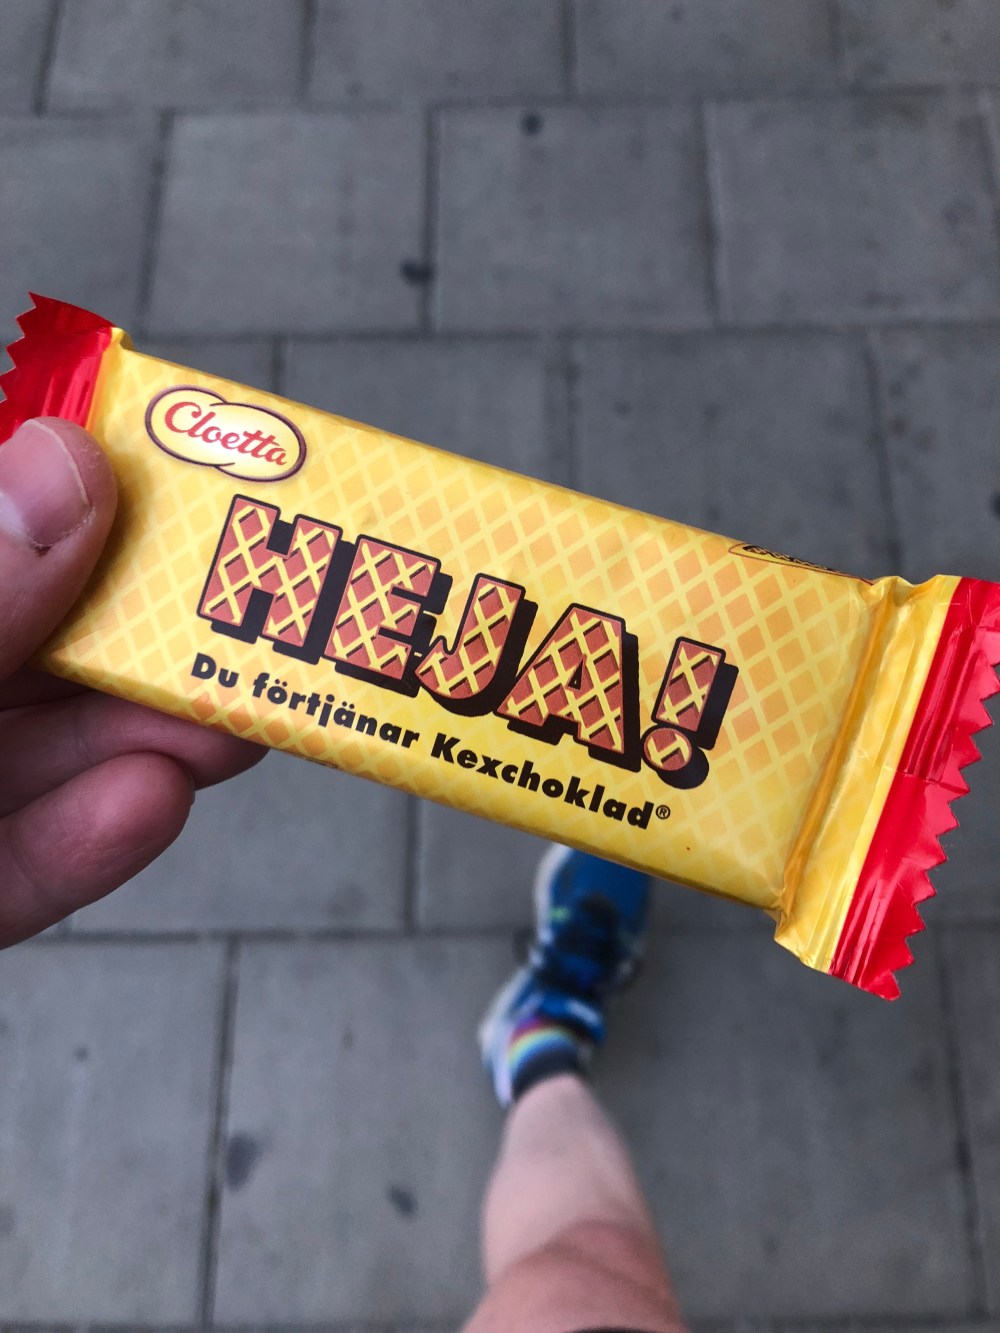 Cloetta
HEJA!
Du förtjänar Kexchoklad®